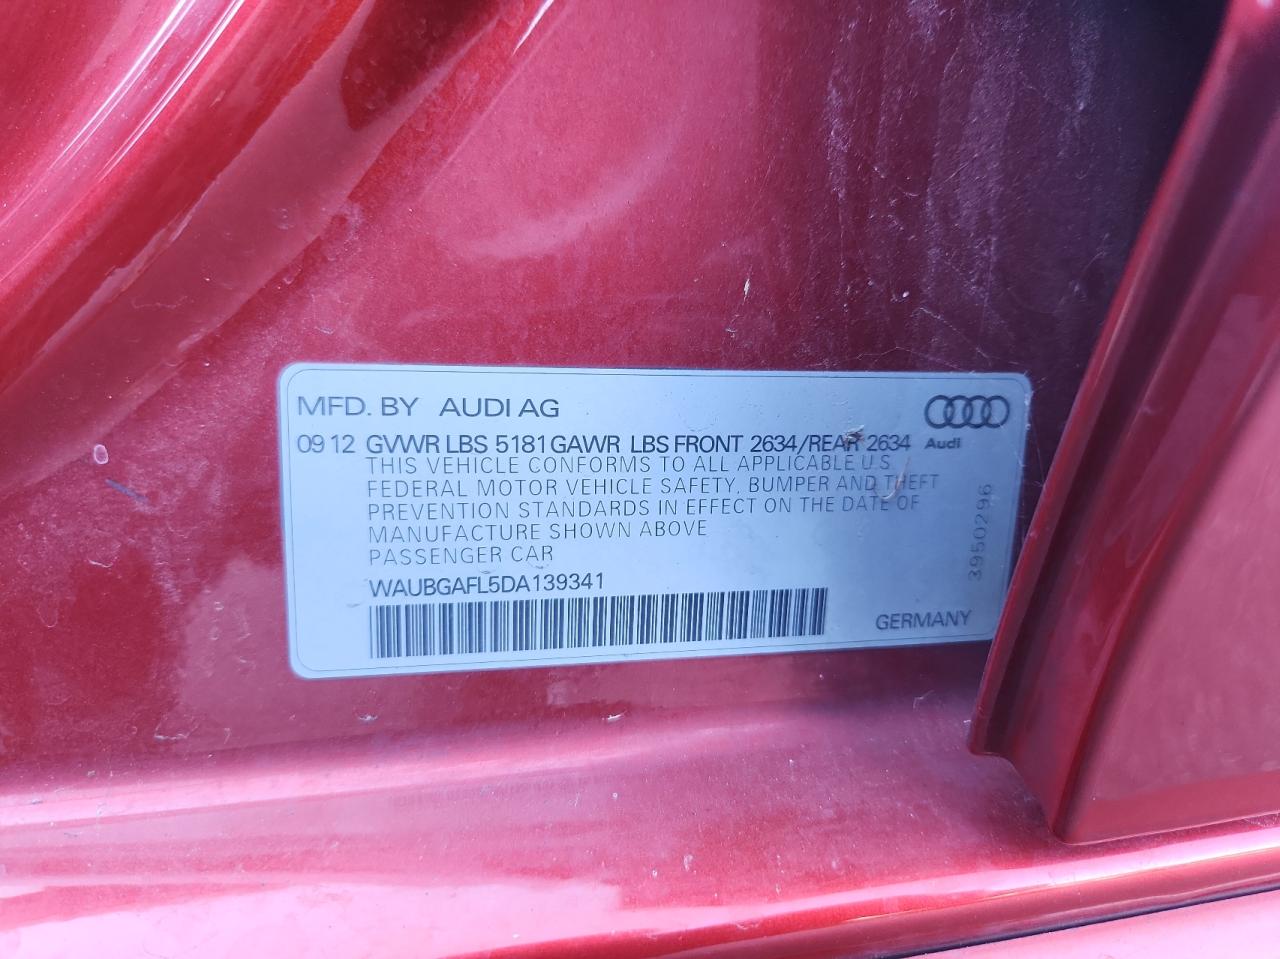 MFD. BY AUDI AG
09 12 GVWR LBS 5181 GAWR LBS FRONT 2634/REAR 2634
Audi
THIS VEHICLE CONFORMS TO ALL APPLICABLE U.S.
FEDERAL MOTOR VEHICLE SAFETY, BUMPER AND THEFT
PREVENTION STANDARDS IN EFFECT ON THE DATE OF
MANUFACTURE SHOWN ABOVE
PASSENGER CAR
WAUBGAFL5DA139341
GERMANY
3950296